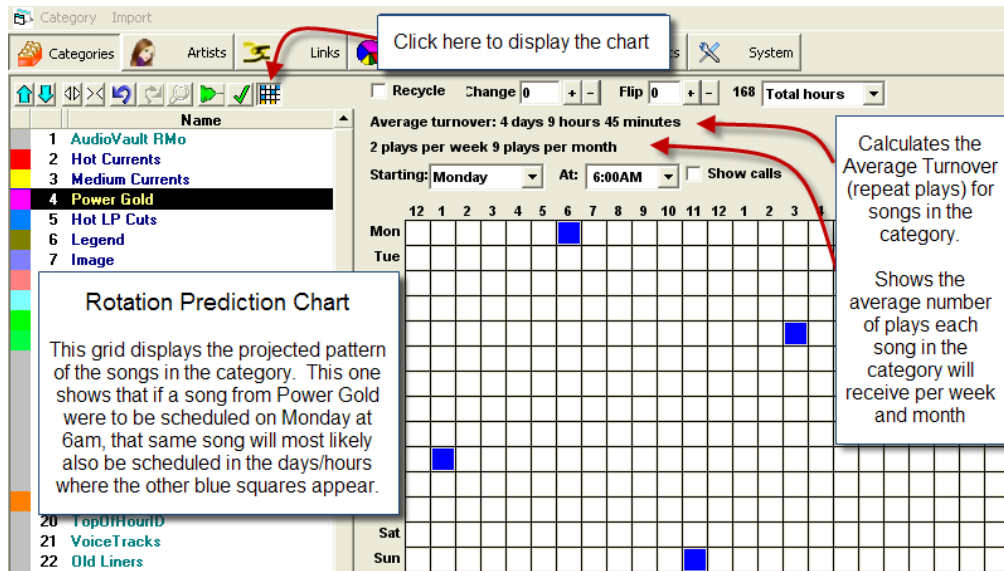 Category Import
Click here to display the chart
Categories Artists Links System
Recycle Change 0 + - Flip 0 + - 168 Total hours
Name
Average turnover: 4 days 9 hours 45 minutes
2 plays per week 9 plays per month
Starting: Monday At: 6:00AM Show calls
1 AudioVault RMo
2 Hot Currents
3 Medium Currents
4 Power Gold
5 Hot LP Cuts
6 Legend
7 Image
12 1 2 3 4 5 6 7 8 9 10 11 12 1 2 3 4
Mon
Tue
Calculates the
Average Turnover
(repeat plays) for
songs in the
category.
Shows the
average number
of plays each
song in the
category will
receive per week
and month
Rotation Prediction Chart
This grid displays the projected pattern
of the songs in the category. This one
shows that if a song from Power Gold
were to be scheduled on Monday at
6am, that same song will most likely
also be scheduled in the days/hours
where the other blue squares appear.
20 TopOfHourID
21 VoiceTracks
22 Old Liners
Sat
Sun